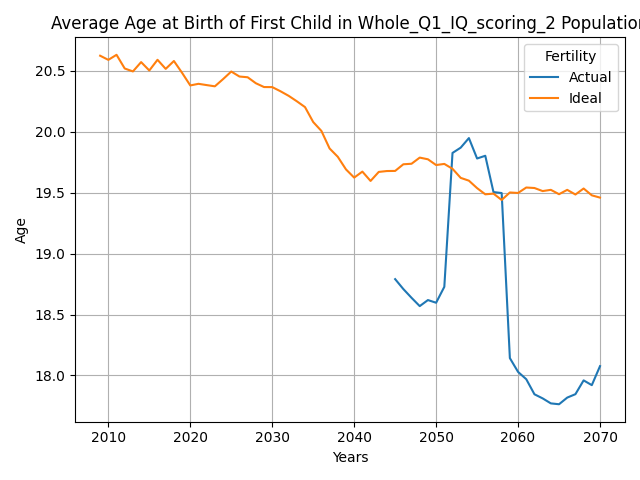 Average Age at Birth of First Child in Whole_Q1_IQ_scoring_2 Population
Fertility
Actual
Ideal
20.5
20.0
19.5
19.0
18.5
18.0
Age
2010 2020 2030 2040 2050 2060 2070
Years